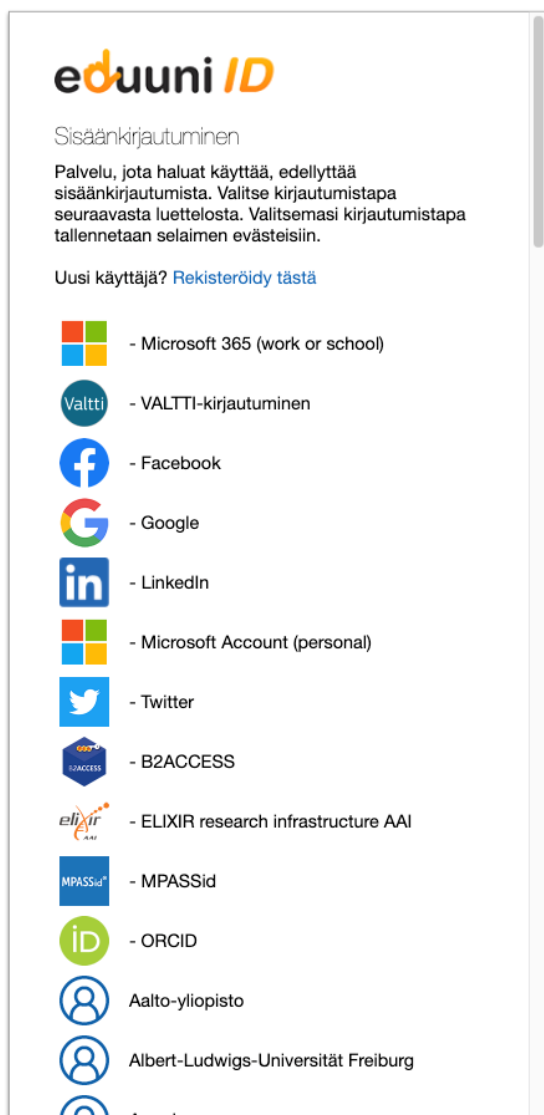 eduuni ID
Sisäänkirjautuminen
Palvelu, jota haluat käyttää, edellyttää
sisäänkirjautumista. Valitse kirjautumistapa
seuraavasta luettelosta. Valitsemasi kirjautumistapa
tallennetaan selaimen evästeisiin.
Uusi käyttäjä? Rekisteröidy tästä
- Microsoft 365 (work or school)
Valtti - VALTTI-kirjautuminen
- Facebook
- Google
in - LinkedIn
- Microsoft Account (personal)
- Twitter
B2ACCESS - B2ACCESS
elixir AAI - ELIXIR research infrastructure AAI
MPASSid - MPASSid
iD - ORCID
Aalto-yliopisto
Albert-Ludwigs-Universität Freiburg